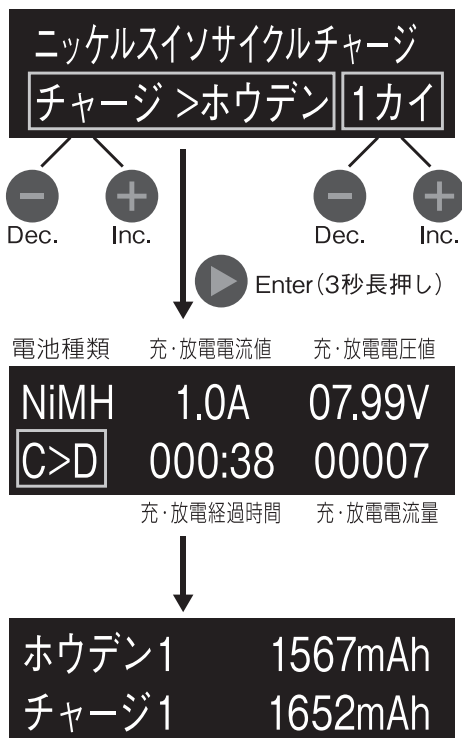 ニッケルスイソサイクルチャージ
チャージ >ホウデン 1カイ
Dec. Inc. Dec. Inc.
Enter(3秒長押し)
電池種類 充・放電電流値 充・放電電圧値
NiMH 1.0A 07.99V
C>D 000:38 00007
充・放電経過時間 充・放電電流量
ホウデン1 1567mAh
チャージ1 1652mAh